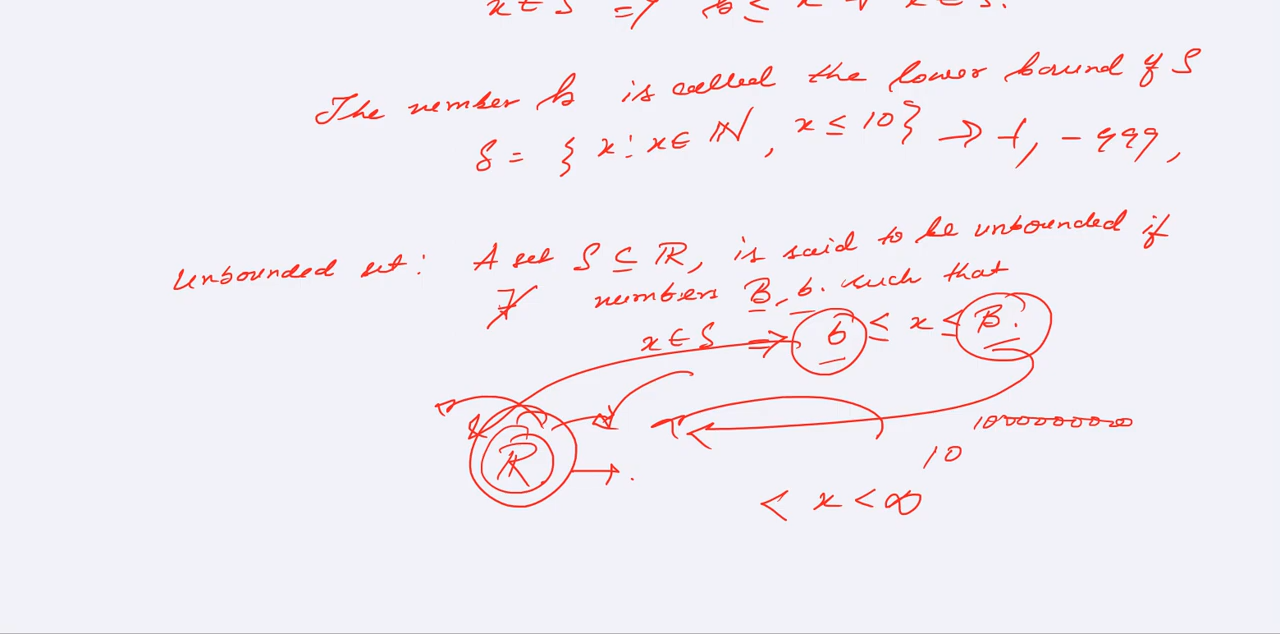 x ∈ S ⇒ b ≤ x ∀ x ∈ S.
The number b is called the lower bound of S
S = { x : x ∈ ℕ, x ≤ 10} ⇒ -1, -999,
Unbounded set: A set S ⊆ ℝ, is said to be unbounded if
∄ numbers B, b. such that
x ∈ S ⇒ b ≤ x ≤ B.
1000000000
ℝ
10
< x < ∞